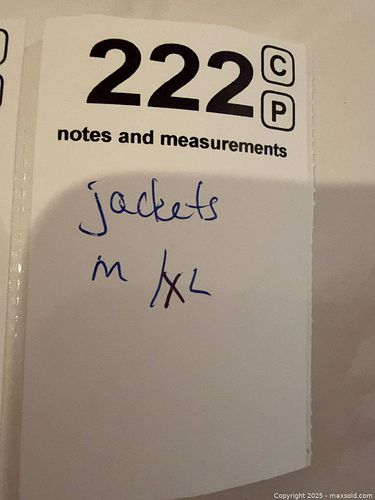 222
C
P
notes and measurements
jackets
m /XL
Copyright 2025 - maxsold.com